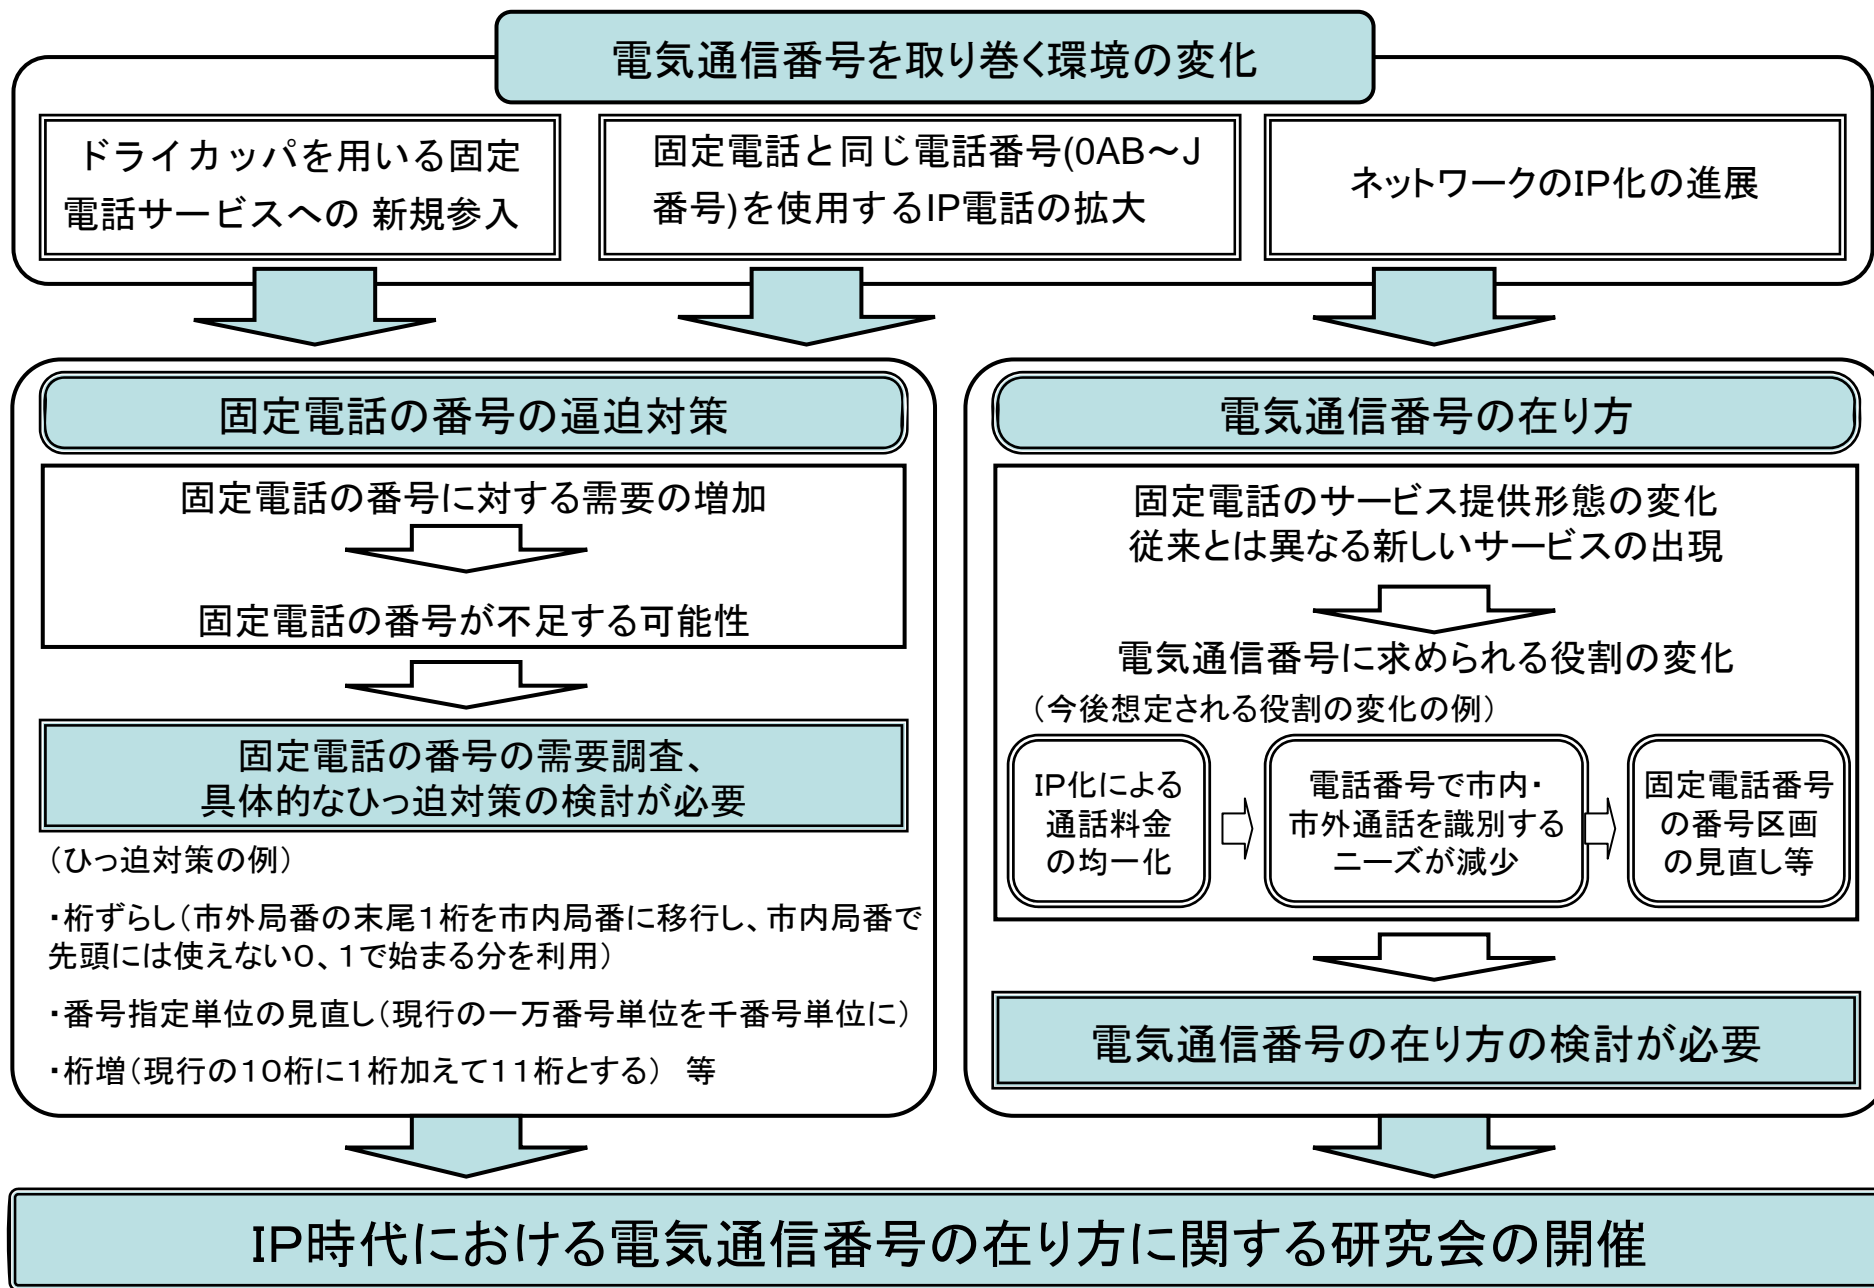 電気通信番号を取り巻く環境の変化
ドライカッパを用いる固定
電話サービスへの 新規参入
固定電話と同じ電話番号(0AB～J
番号)を使用するIP電話の拡大
ネットワークのIP化の進展
固定電話の番号の逼迫対策
固定電話の番号に対する需要の増加
固定電話の番号が不足する可能性
固定電話の番号の需要調査、
具体的なひっ迫対策の検討が必要
（ひっ迫対策の例）
・桁ずらし（市外局番の末尾１桁を市内局番に移行し、市内局番で
先頭には使えない０、１で始まる分を利用）
・番号指定単位の見直し（現行の一万番号単位を千番号単位に）
・桁増（現行の１０桁に１桁加えて１１桁とする）　等
電気通信番号の在り方
固定電話のサービス提供形態の変化
従来とは異なる新しいサービスの出現
電気通信番号に求められる役割の変化
（今後想定される役割の変化の例）
IP化による
通話料金
の均一化
電話番号で市内・
市外通話を識別する
ニーズが減少
固定電話番号
の番号区画
の見直し等
電気通信番号の在り方の検討が必要
IP時代における電気通信番号の在り方に関する研究会の開催